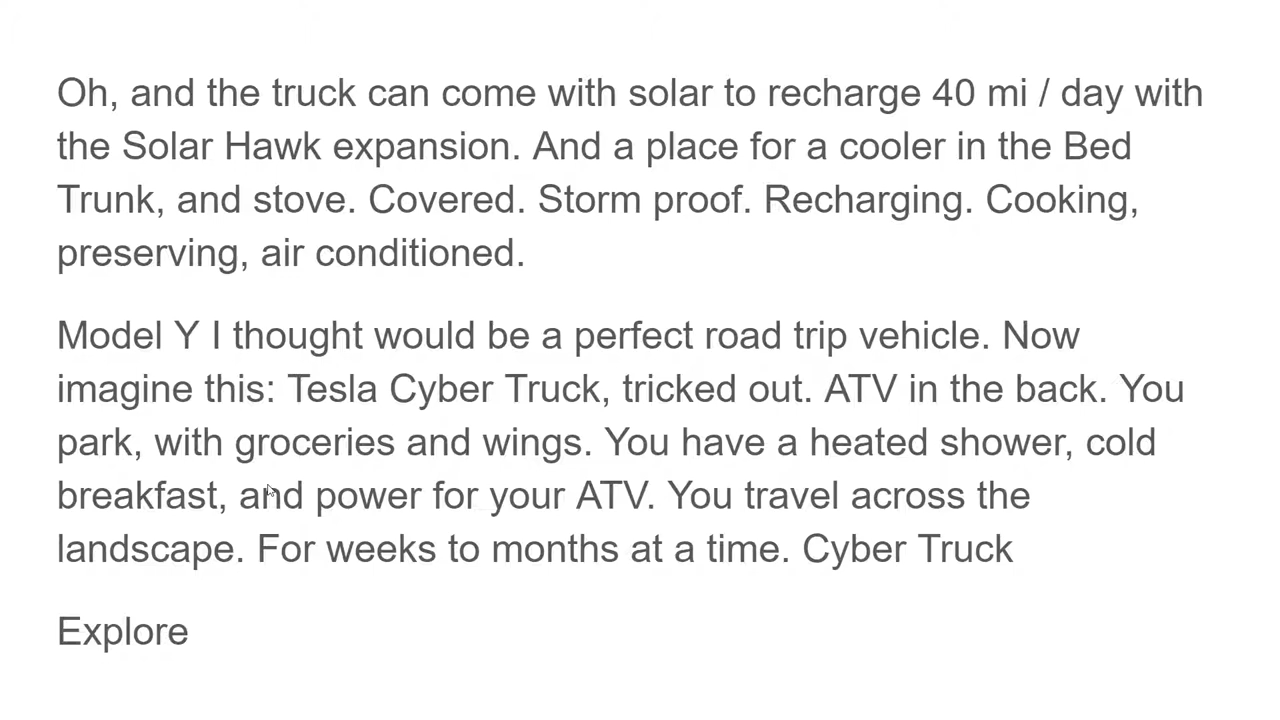 Oh, and the truck can come with solar to recharge 40 mi / day with
the Solar Hawk expansion. And a place for a cooler in the Bed
Trunk, and stove. Covered. Storm proof. Recharging. Cooking,
preserving, air conditioned.
Model Y I thought would be a perfect road trip vehicle. Now
imagine this: Tesla Cyber Truck, tricked out. ATV in the back. You
park, with groceries and wings. You have a heated shower, cold
breakfast, and power for your ATV. You travel across the
landscape. For weeks to months at a time. Cyber Truck
Explore